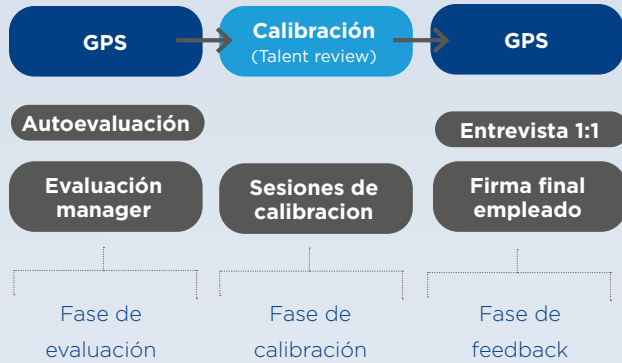 GPS
Calibración
(Talent review)
GPS
Autoevaluación
Entrevista 1:1
Evaluación
manager
Sesiones de
calibracion
Firma final
empleado
Fase de
evaluación
Fase de
calibración
Fase de
feedback